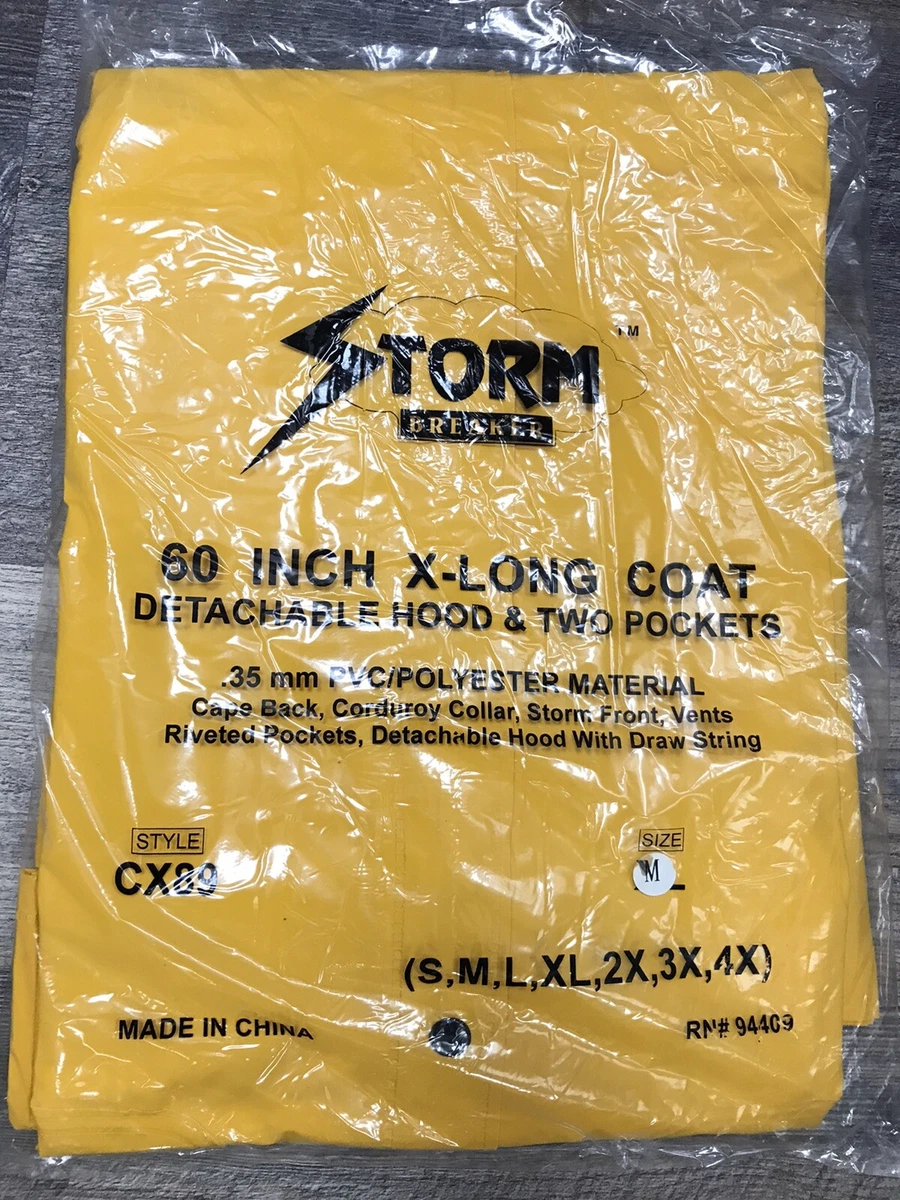 STORM ™
BREAKER
60 INCH X-LONG COAT
DETACHABLE HOOD & TWO POCKETS
.35 mm PVC/POLYESTER MATERIAL
Cape Back, Corduroy Collar, Storm Front, Vents
Riveted Pockets, Detachable Hood With Draw String
STYLE
CX89
SIZE
M
(S,M,L,XL,2X,3X,4X)
MADE IN CHINA
RN# 94409